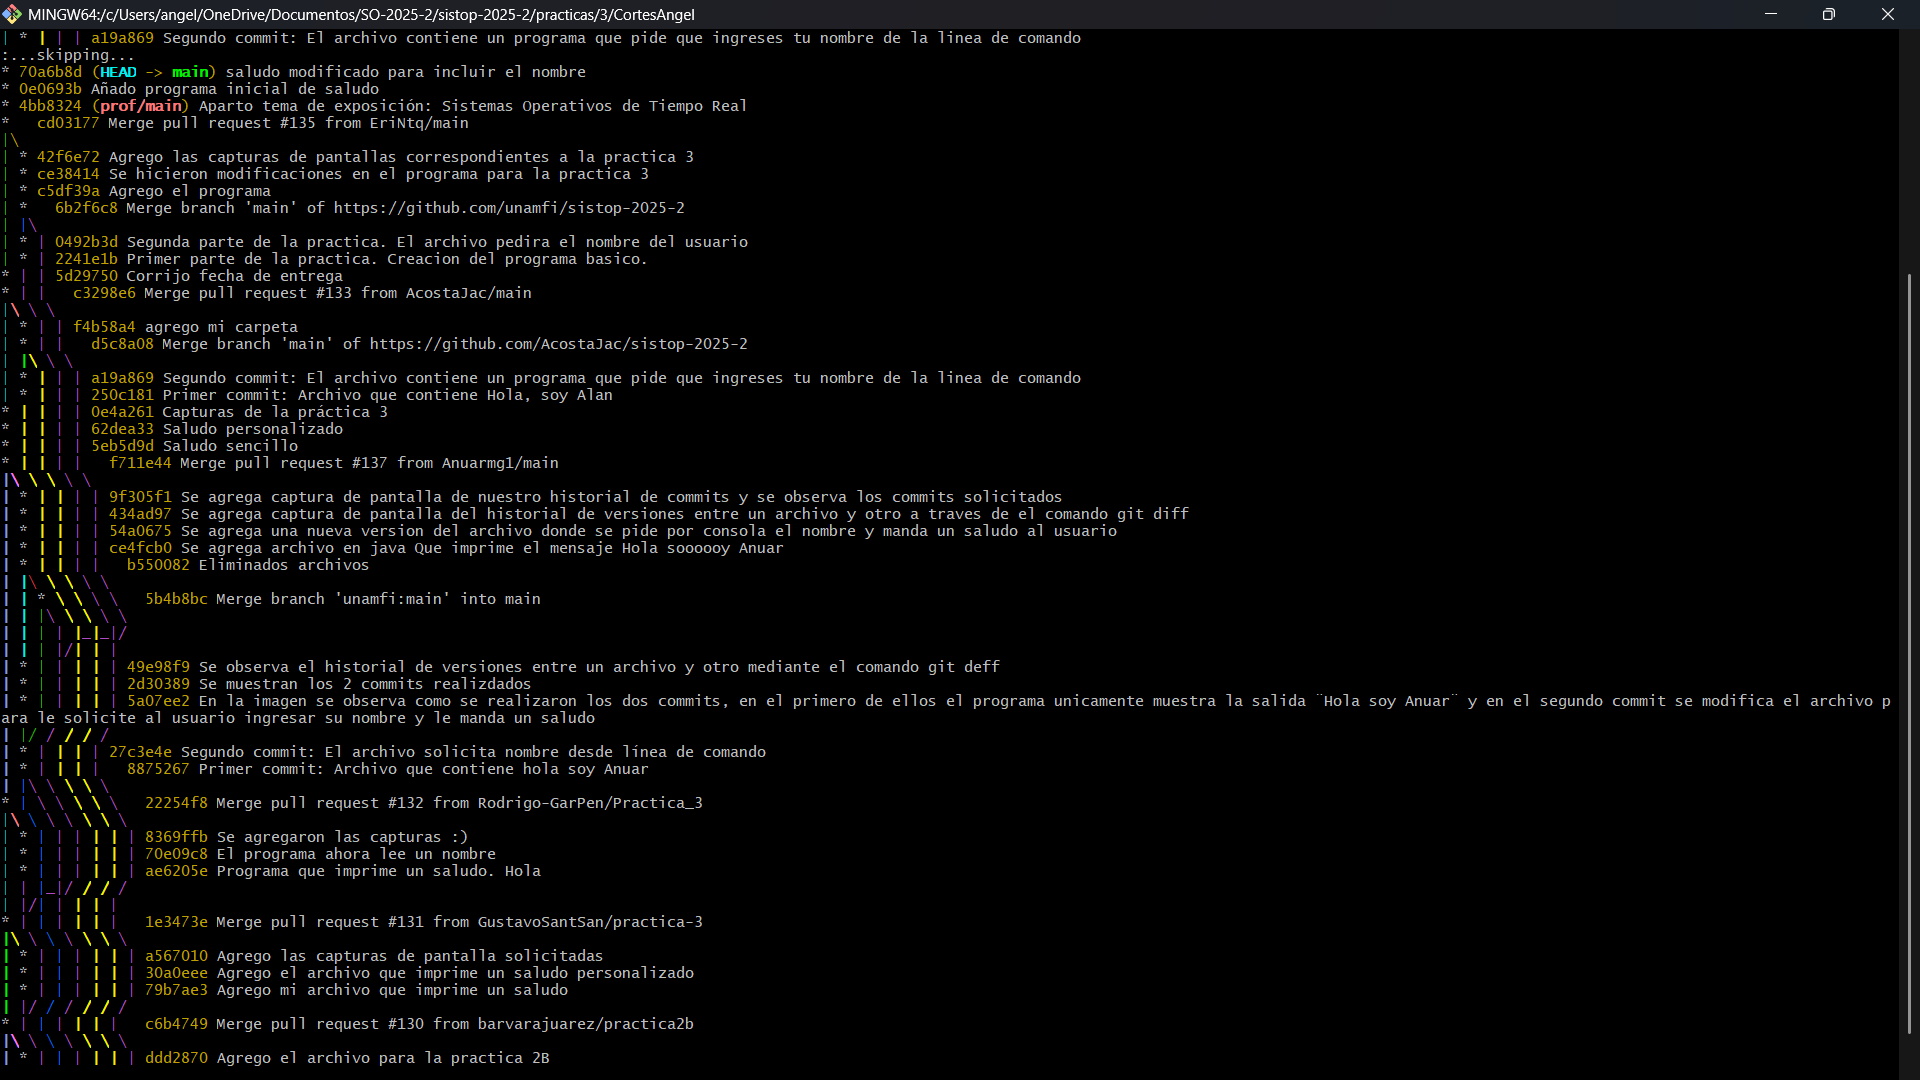 MINGW64:/c/Users/angel/OneDrive/Documentos/SO-2025-2/sistop-2025-2/practicas/3/CortesAngel
| * | | | a19a869 Segundo commit: El archivo contiene un programa que pide que ingreses tu nombre de la linea de comando
:...skipping...
* 70a6b8d (HEAD -> main) saludo modificado para incluir el nombre
* 0e0693b Añado programa inicial de saludo
* 4bb8324 (prof/main) Aparto tema de exposición: Sistemas Operativos de Tiempo Real
*   cd03177 Merge pull request #135 from EriNtq/main
|\
| * 42f6e72 Agrego las capturas de pantallas correspondientes a la practica 3
| * ce38414 Se hicieron modificaciones en el programa para la practica 3
| * c5df39a Agrego el programa
| *   6b2f6c8 Merge branch 'main' of https://github.com/unamfi/sistop-2025-2
| |\
| * | 0492b3d Segunda parte de la practica. El archivo pedira el nombre del usuario
| * | 2241e1b Primer parte de la practica. Creacion del programa basico.
* | | 5d29750 Corrijo fecha de entrega
* | |   c3298e6 Merge pull request #133 from AcostaJac/main
|\ \ \
| * | | f4b58a4 agrego mi carpeta
| * | |   d5c8a08 Merge branch 'main' of https://github.com/AcostaJac/sistop-2025-2
| |\ \ \
| * | | | a19a869 Segundo commit: El archivo contiene un programa que pide que ingreses tu nombre de la linea de comando
| * | | | 250c181 Primer commit: Archivo que contiene Hola, soy Alan
* | | | | 0e4a261 Capturas de la práctica 3
* | | | | 62dea33 Saludo personalizado
* | | | | 5eb5d9d Saludo sencillo
* | | | |   f711e44 Merge pull request #137 from Anuarmg1/main
|\ \ \ \ \
| * | | | | 9f305f1 Se agrega captura de pantalla de nuestro historial de commits y se observa los commits solicitados
| * | | | | 434ad97 Se agrega captura de pantalla del historial de versiones entre un archivo y otro a traves de el comando git diff
| * | | | | 54a0675 Se agrega una nueva version del archivo donde se pide por consola el nombre y manda un saludo al usuario
| * | | | | ce4fcb0 Se agrega archivo en java Que imprime el mensaje Hola soooooy Anuar
| * | | | |   b550082 Eliminados archivos
| |\ \ \ \ \
| | * \ \ \ \   5b4b8bc Merge branch 'unamfi:main' into main
| | |\ \ \ \ \
| | | | |_|_|/
| | | |/| | |
| * | | | | | 49e98f9 Se observa el historial de versiones entre un archivo y otro mediante el comando git deff
| * | | | | | 2d30389 Se muestran los 2 commits realizdados
| * | | | | | 5a07ee2 En la imagen se observa como se realizaron los dos commits, en el primero de ellos el programa unicamente muestra la salida ¨Hola soy Anuar¨ y en el segundo commit se modifica el archivo p
ara le solicite al usuario ingresar su nombre y le manda un saludo
| |/ / / / /
| * | | | | 27c3e4e Segundo commit: El archivo solicita nombre desde línea de comando
| * | | | |   8875267 Primer commit: Archivo que contiene hola soy Anuar
| |\ \ \ \ \
* | \ \ \ \ \   22254f8 Merge pull request #132 from Rodrigo-GarPen/Practica_3
|\ \ \ \ \ \ \
| * | | | | | | 8369ffb Se agregaron las capturas :)
| * | | | | | | 70e09c8 El programa ahora lee un nombre
| * | | | | | | ae6205e Programa que imprime un saludo. Hola
| | |_|/ / / /
| |/| | | | |
* | | | | | |   1e3473e Merge pull request #131 from GustavoSantSan/practica-3
|\ \ \ \ \ \ \
| * | | | | | | a567010 Agrego las capturas de pantalla solicitadas
| * | | | | | | 30a0eee Agrego el archivo que imprime un saludo personalizado
| * | | | | | | 79b7ae3 Agrego mi archivo que imprime un saludo
| |/ / / / / /
* | | | | | |   c6b4749 Merge pull request #130 from barvarajuarez/practica2b
|\ \ \ \ \ \ \
| * | | | | | | ddd2870 Agrego el archivo para la practica 2B